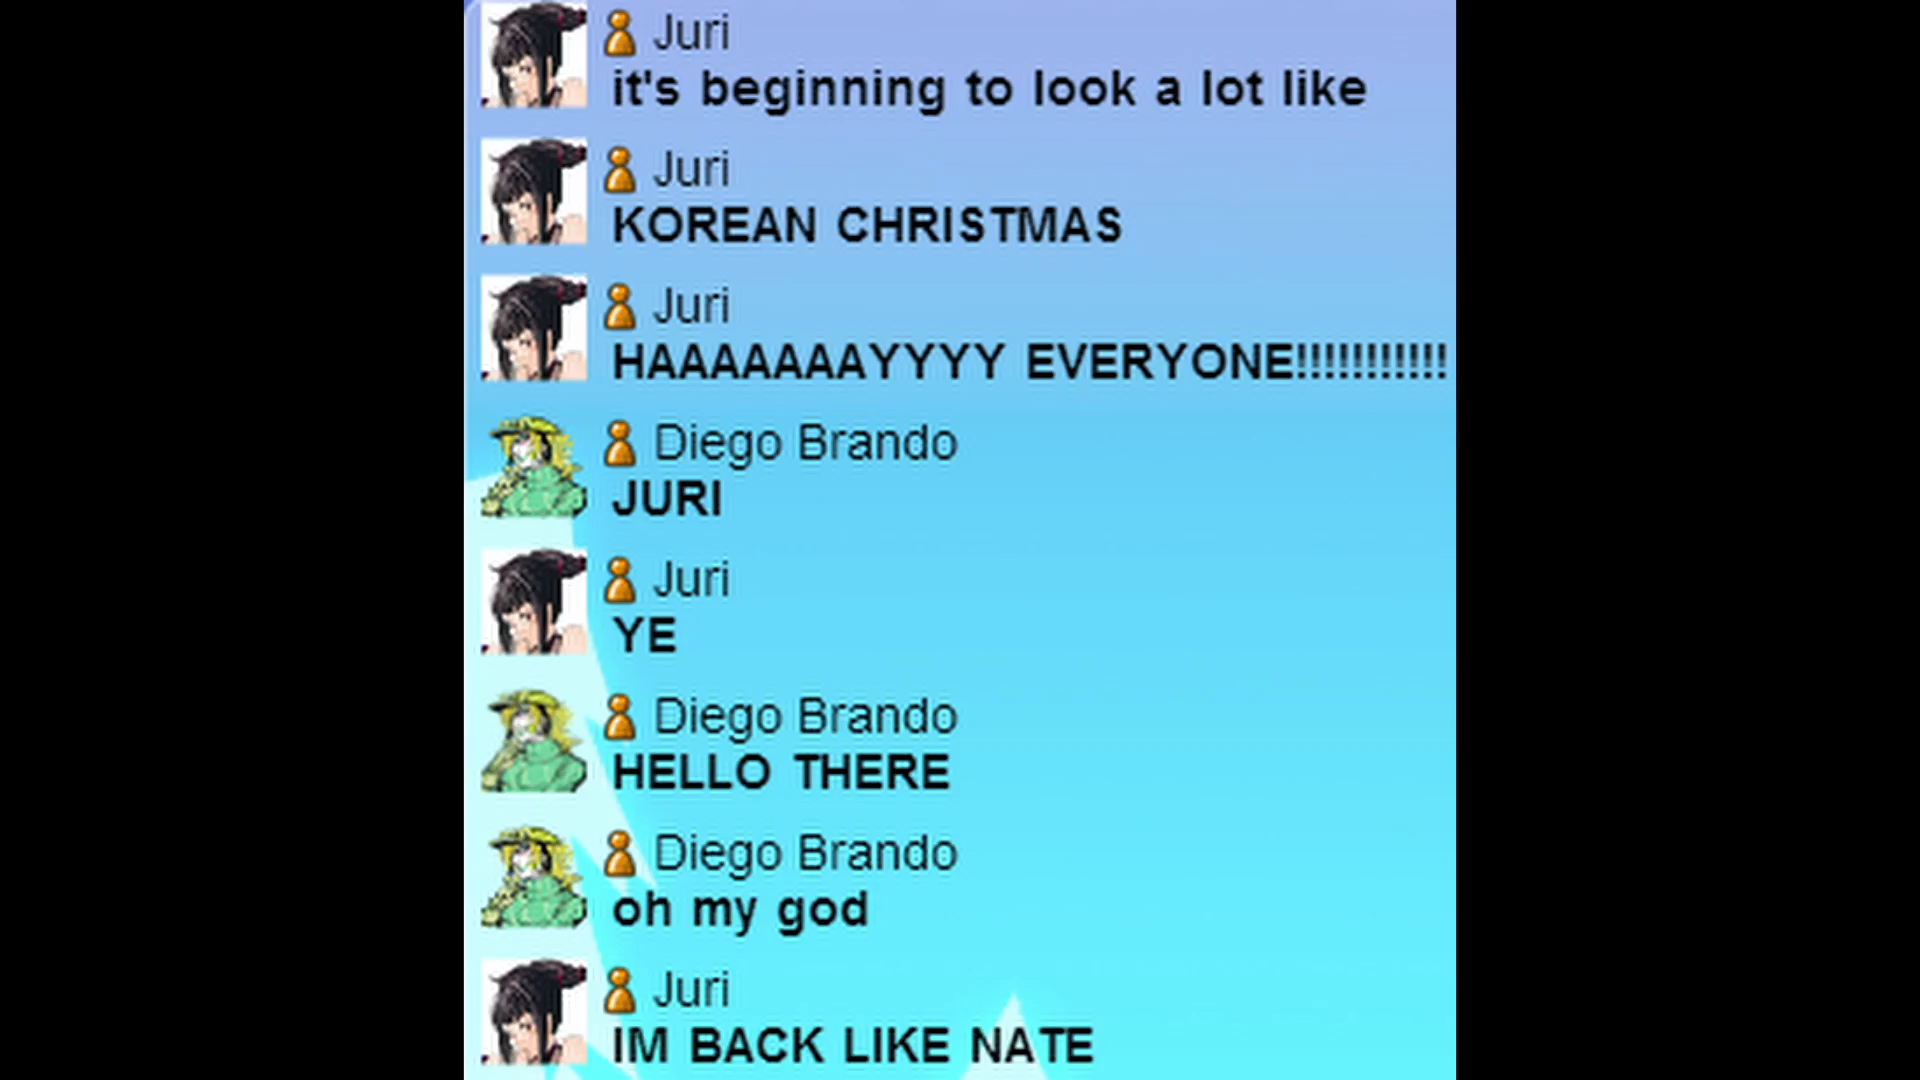 Juri
it's beginning to look a lot like
Juri
KOREAN CHRISTMAS
Juri
HAAAAAAAYYYY EVERYONE!!!!!!!!!!!
Diego Brando
JURI
Juri
YE
Diego Brando
HELLO THERE
Diego Brando
oh my god
Juri
IM BACK LIKE NATE